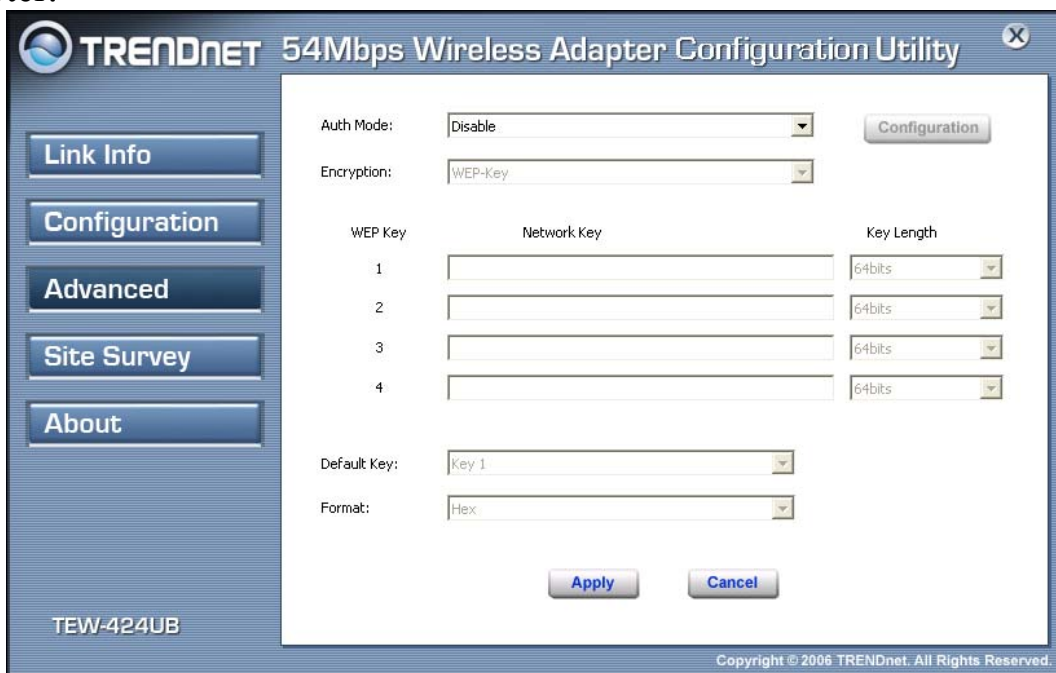 TRENDNET 54Mbps Wireless Adapter Configuration Utility
X
Link Info
Configuration
Advanced
Site Survey
About
TEW-424UB
Auth Mode: Disable Configuration
Encryption: WEP-Key
WEP Key Network Key Key Length
1 64bits
2 64bits
3 64bits
4 64bits
Default Key: Key 1
Format: Hex
Apply Cancel
Copyright © 2006 TRENDnet. All Rights Reserved.